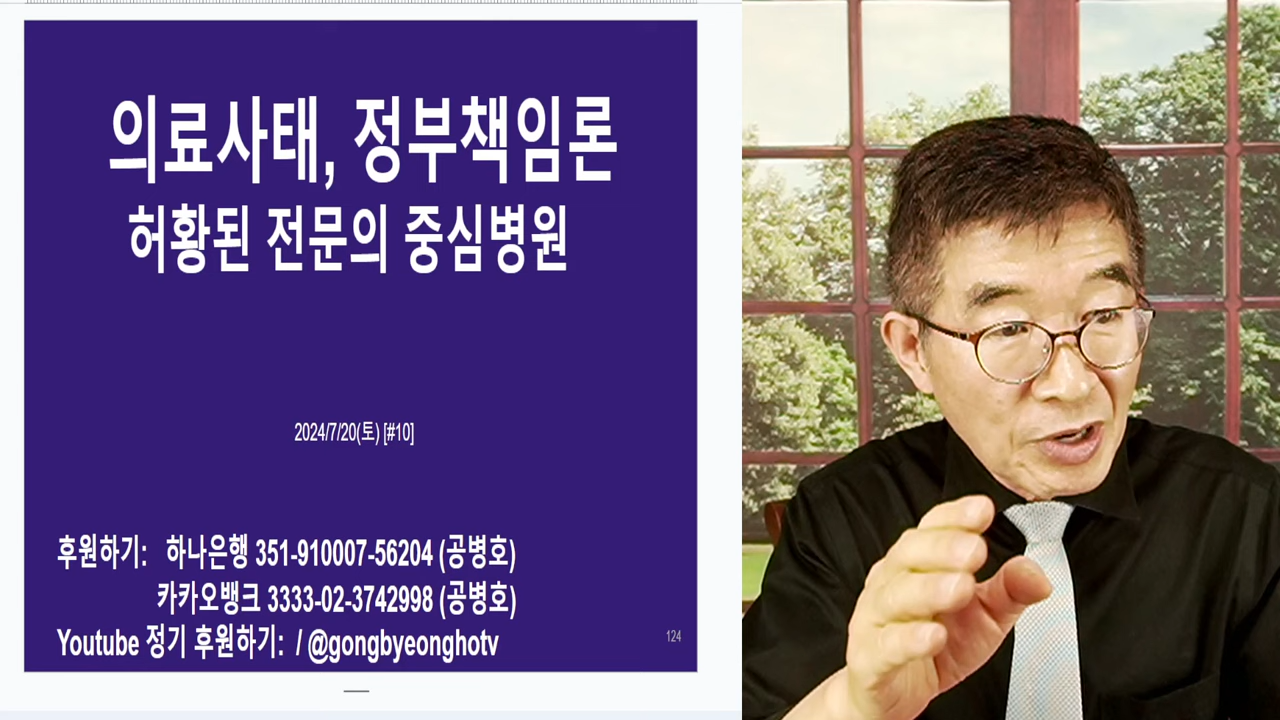 의료사태, 정부책임론
허황된 전문의 중심병원
2024/7/20(토) [#10]
후원하기: 하나은행 351-910007-56204 (공병호)
카카오뱅크 3333-02-3742998 (공병호)
Youtube 정기 후원하기: / @gongbyeonghotv
124